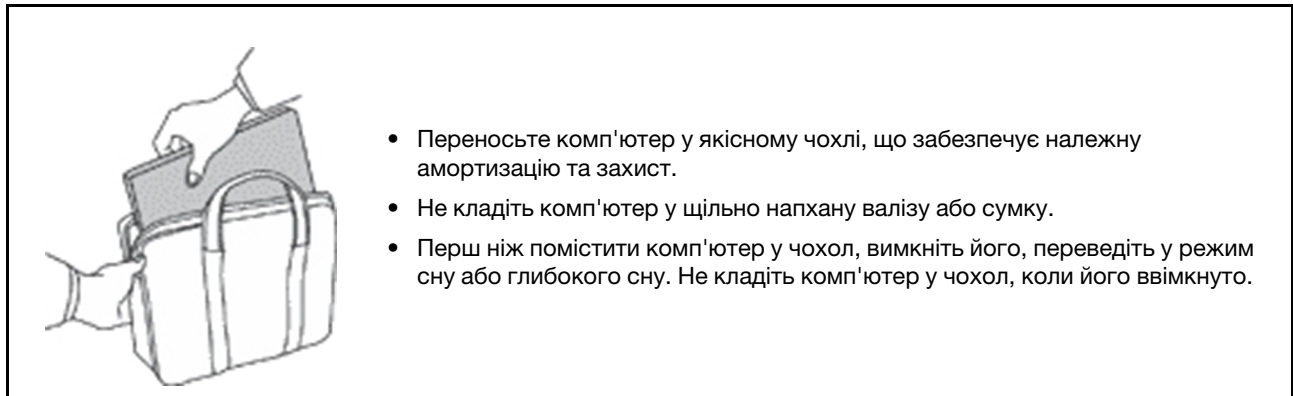 • Переносьте комп'ютер у якісному чохлі, що забезпечує належну
амортизацію та захист.
• Не кладіть комп'ютер у щільно напхану валізу або сумку.
• Перш ніж помістити комп'ютер у чохол, вимкніть його, переведіть у режим
сну або глибокого сну. Не кладіть комп'ютер у чохол, коли його ввімкнуто.